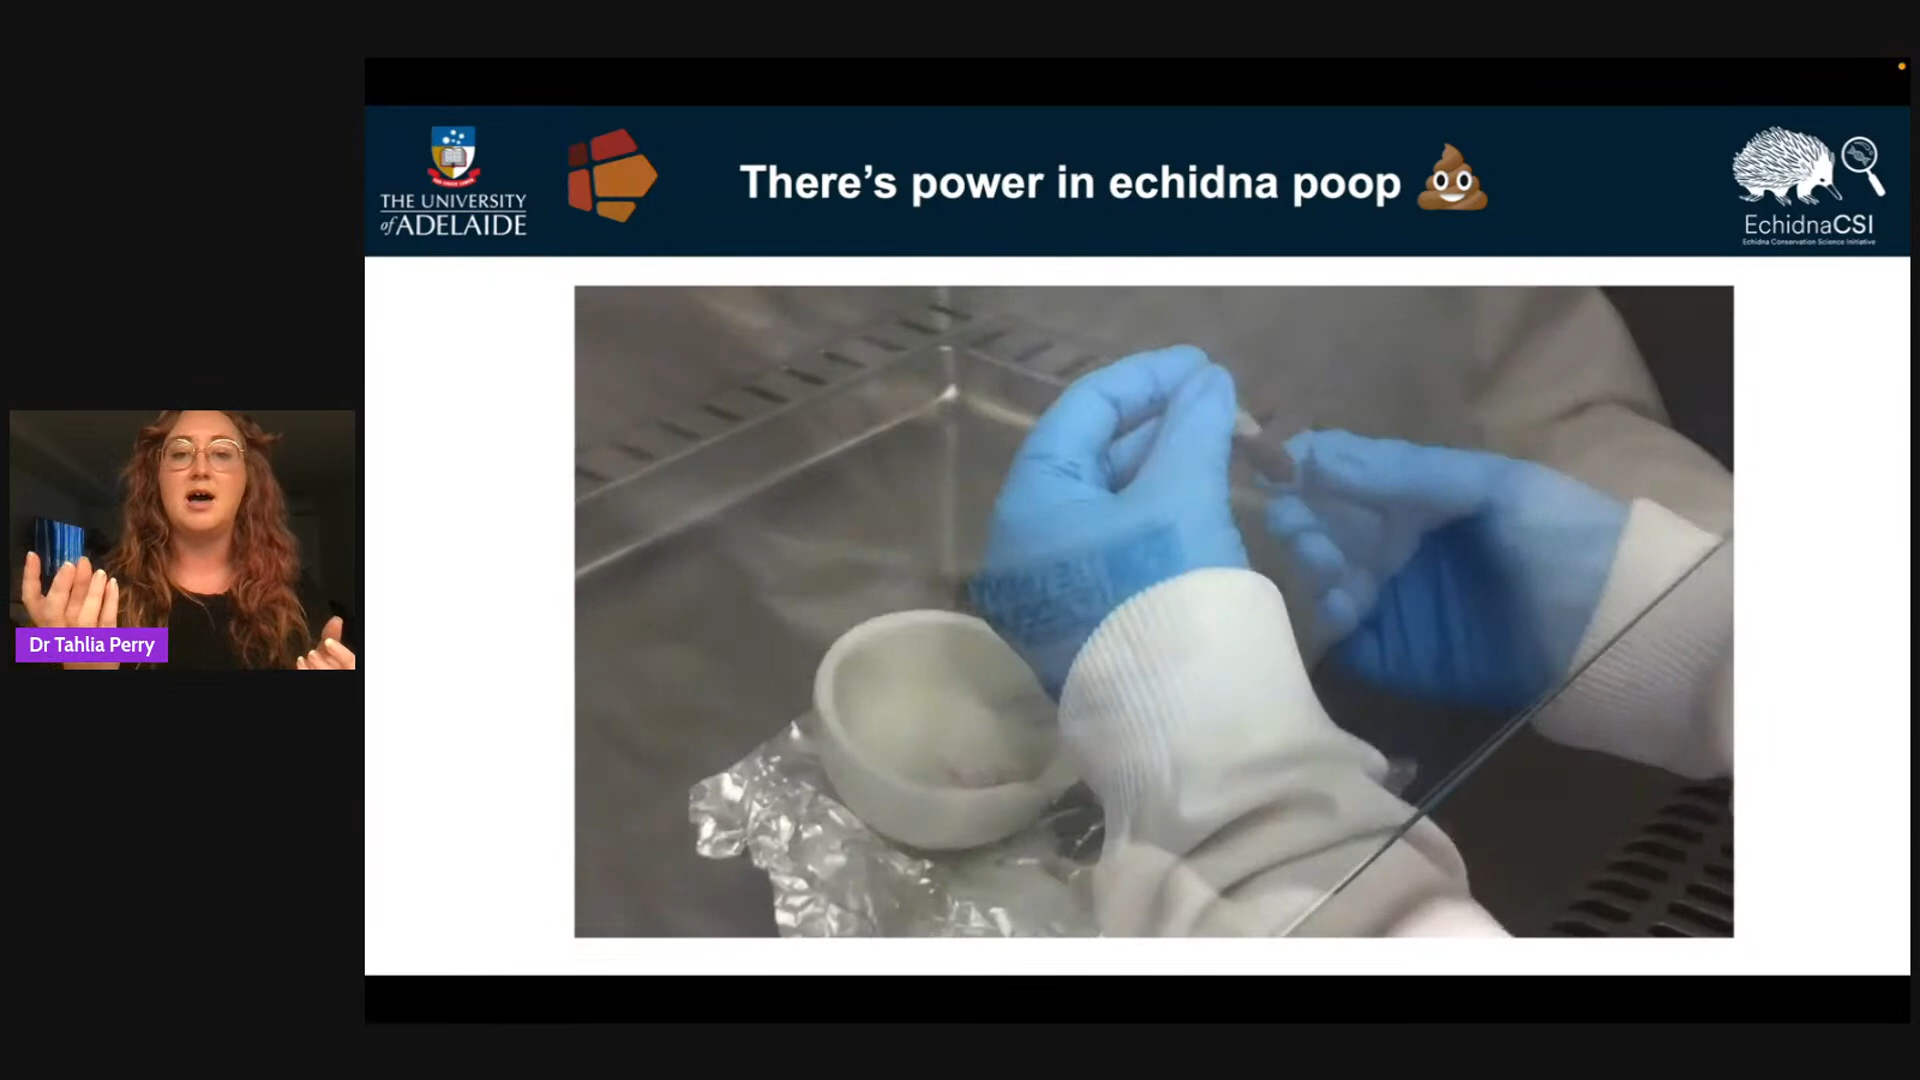 THE UNIVERSITY
of ADELAIDE
There's power in echidna poop
EchidnaCSI
Echidna Conservation Science Initiative
Dr Tahlia Perry